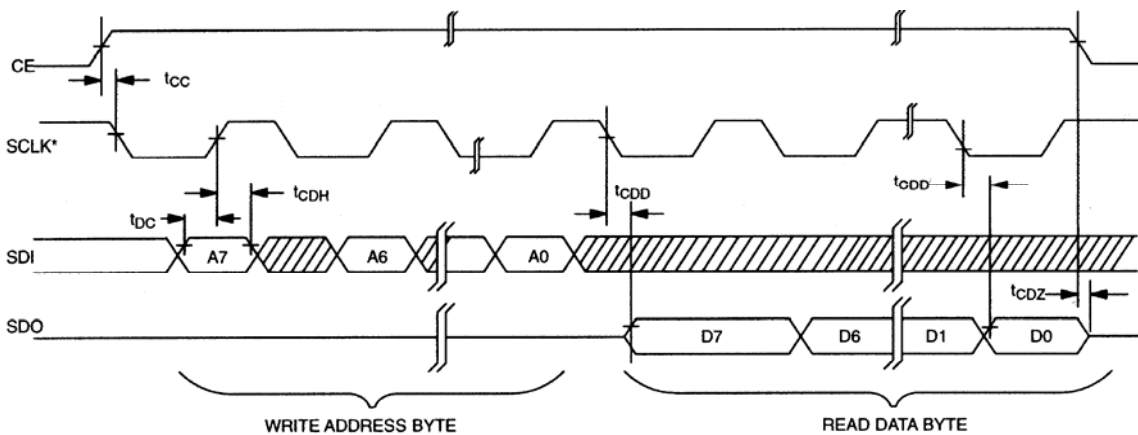 CE
tCC
SCLK*
tCDH
tCDD
tCDD
tDC
SDI
A7
A6
A0
tCDZ
SDO
D7
D6
D1
D0
WRITE ADDRESS BYTE
READ DATA BYTE